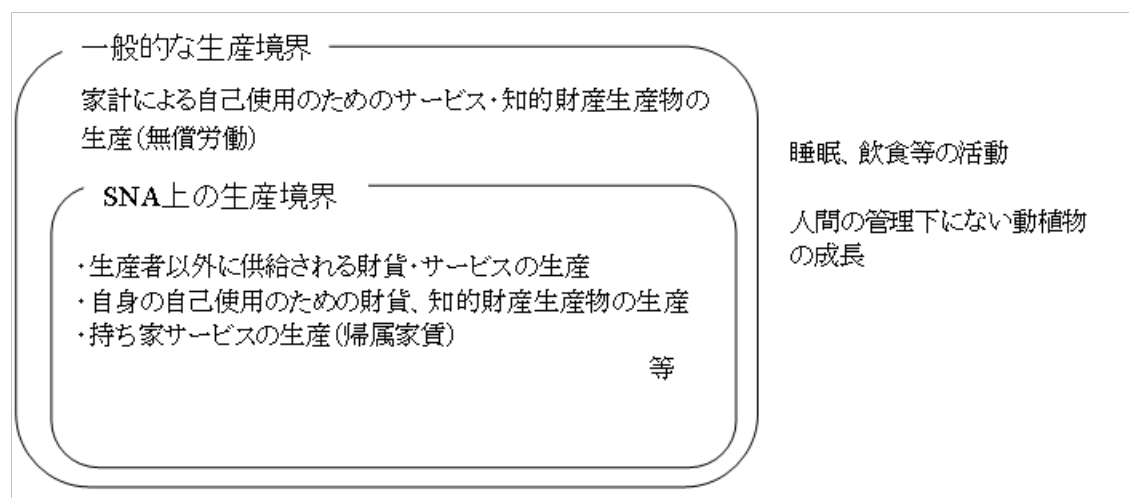 一般的な生産境界
家計による自己使用のためのサービス・知的財産生産物の
生産(無償労働)
SNA上の生産境界
・生産者以外に供給される財貨・サービスの生産
・自身の自己使用のための財貨、知的財産生産物の生産
・持ち家サービスの生産(帰属家賃)
等
睡眠、飲食等の活動
人間の管理下にない動植物
の成長